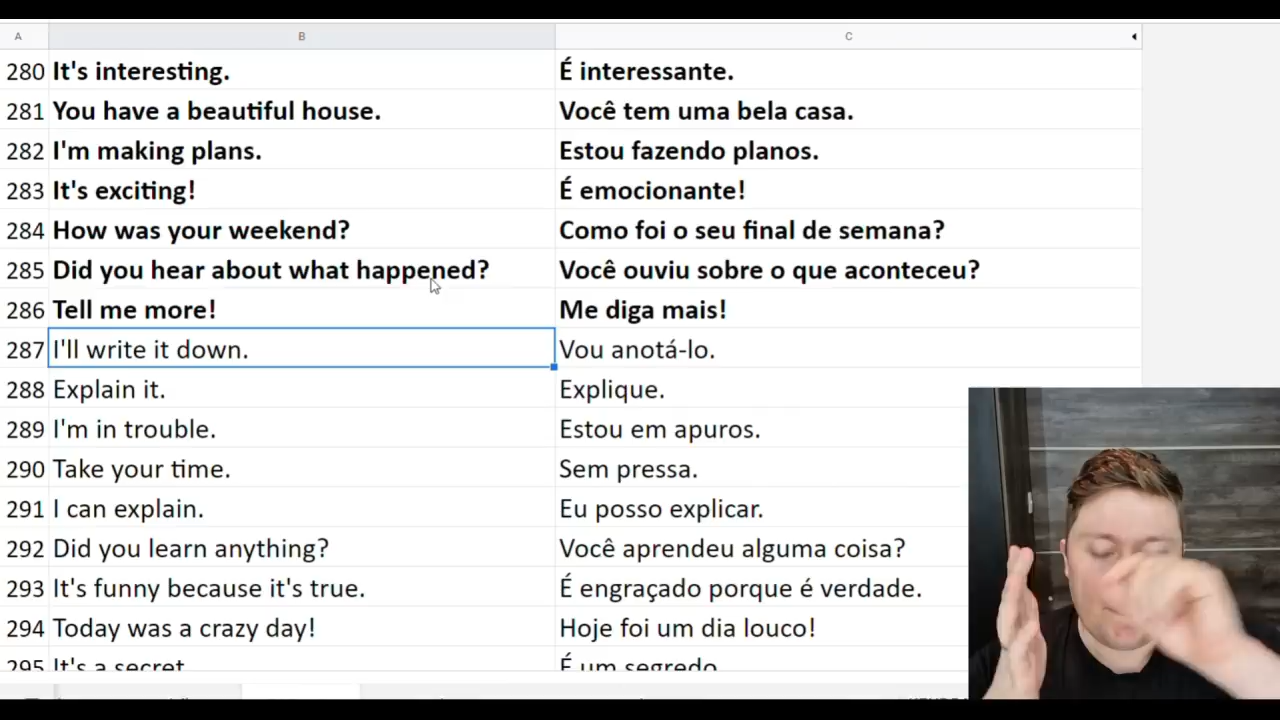 A B C
280 It's interesting. É interessante.
281 You have a beautiful house. Você tem uma bela casa.
282 I'm making plans. Estou fazendo planos.
283 It's exciting! É emocionante!
284 How was your weekend? Como foi o seu final de semana?
285 Did you hear about what happened? Você ouviu sobre o que aconteceu?
286 Tell me more! Me diga mais!
287 I'll write it down. Vou anotá-lo.
288 Explain it. Explique.
289 I'm in trouble. Estou em apuros.
290 Take your time. Sem pressa.
291 I can explain. Eu posso explicar.
292 Did you learn anything? Você aprendeu alguma coisa?
293 It's funny because it's true. É engraçado porque é verdade.
294 Today was a crazy day! Hoje foi um dia louco!
295 It's a secret É um segredo